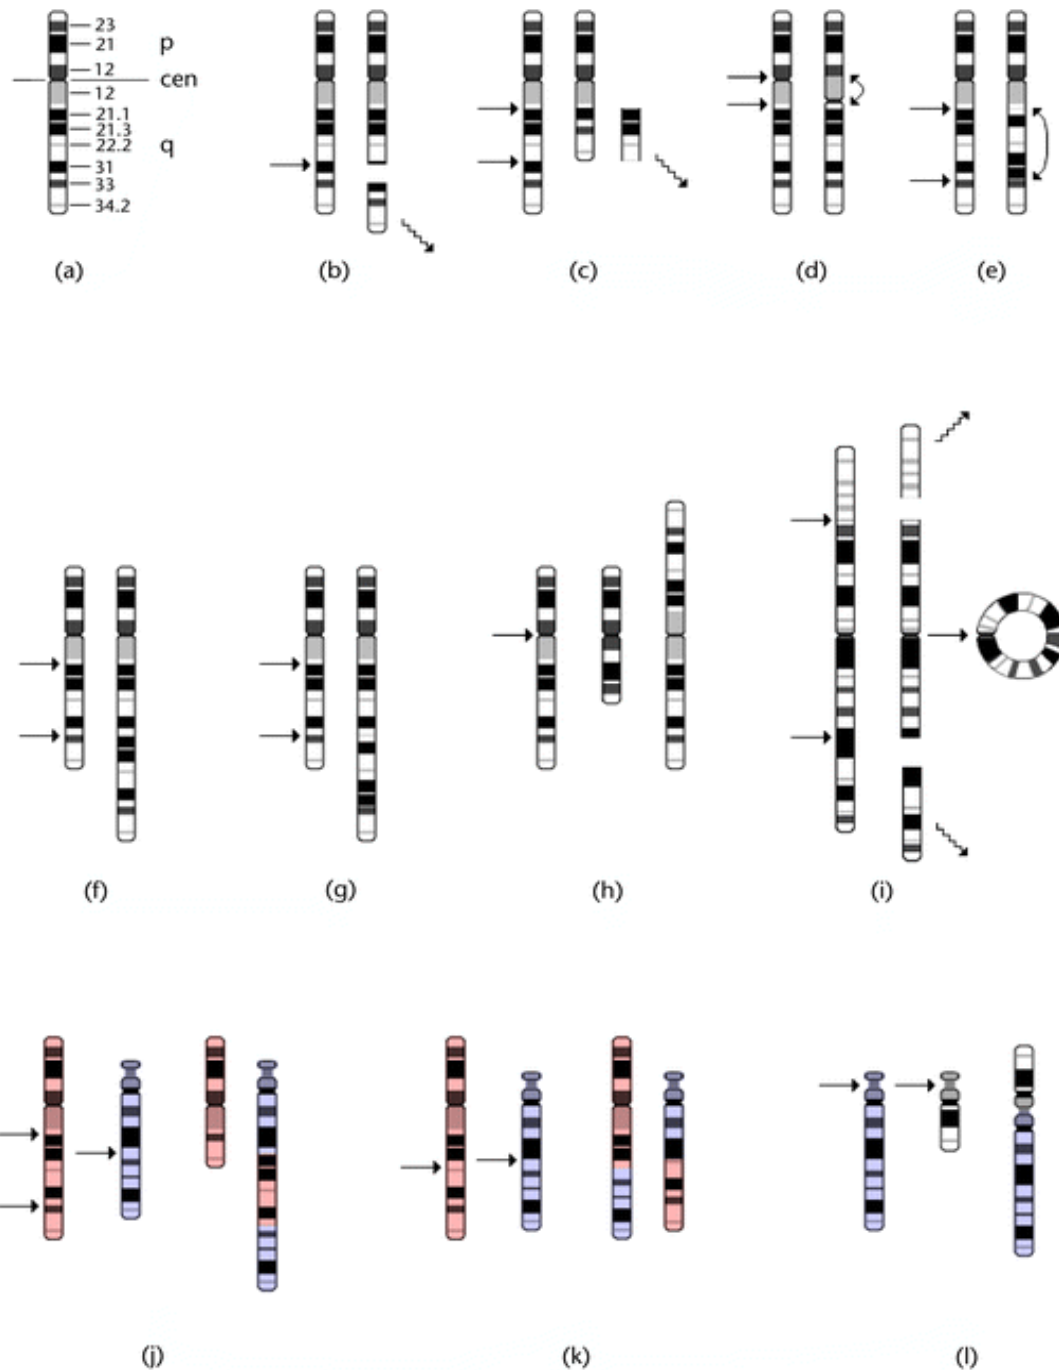 23
21
p
12
cen
12
21.1
21.3
22.2
q
31
33
34.2
(a)
(b)
(c)
(d)
(e)
(f)
(g)
(h)
(i)
(j)
(k)
(l)